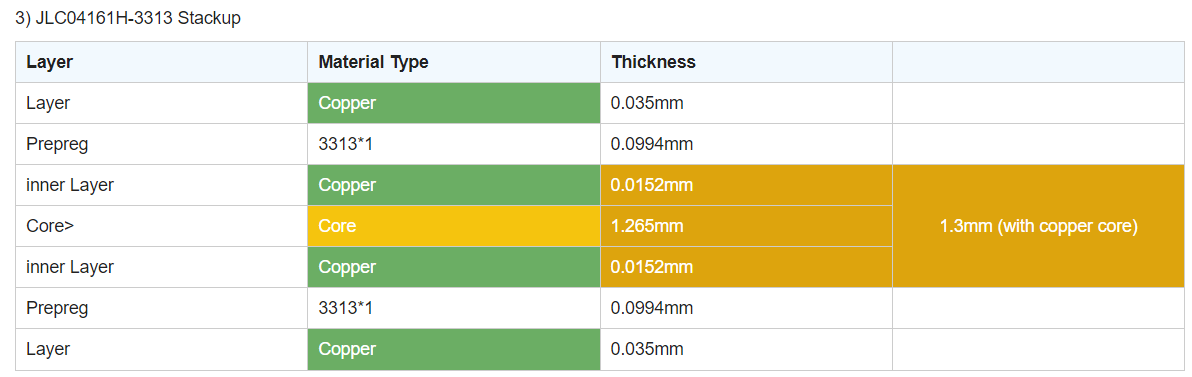 3) JLC04161H-3313 Stackup
Layer Material Type Thickness
Layer Copper 0.035mm
Prepreg 3313*1 0.0994mm
inner Layer Copper 0.0152mm
Core> Core 1.265mm 1.3mm (with copper core)
inner Layer Copper 0.0152mm
Prepreg 3313*1 0.0994mm
Layer Copper 0.035mm